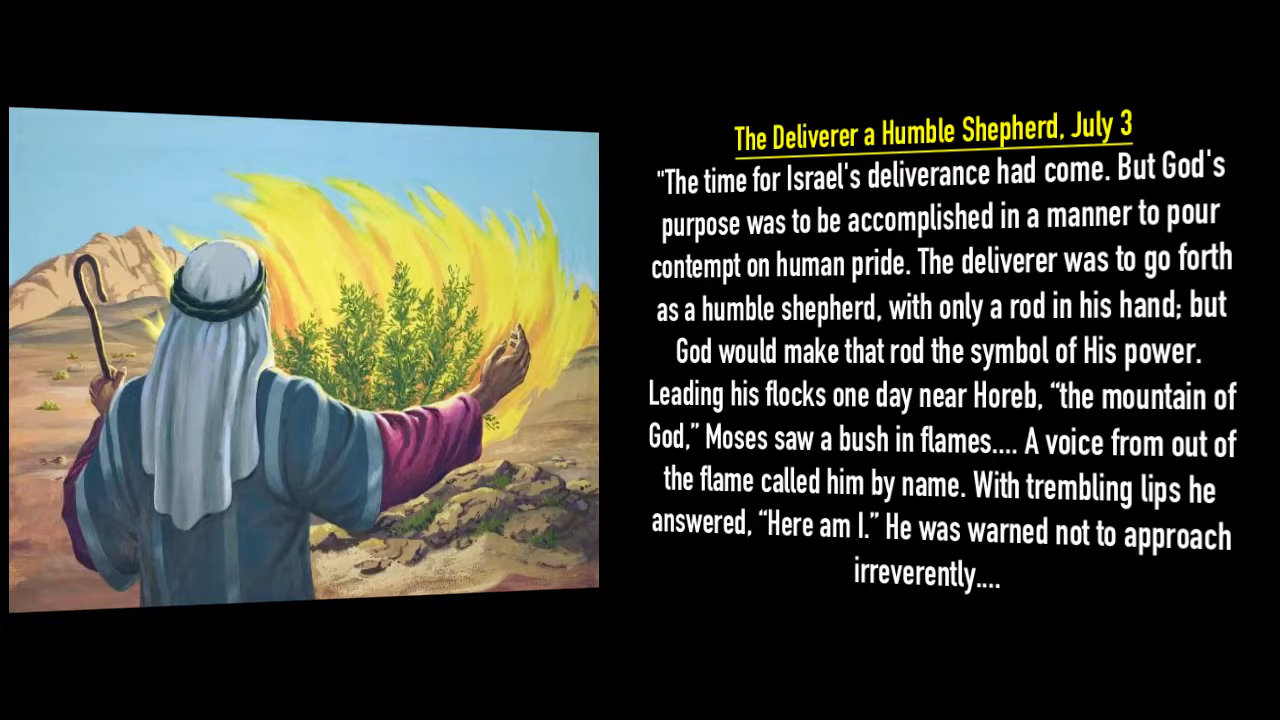 The Deliverer a Humble Shepherd, July 3
"The time for Israel's deliverance had come. But God's
purpose was to be accomplished in a manner to pour
contempt on human pride. The deliverer was to go forth
as a humble shepherd, with only a rod in his hand; but
God would make that rod the symbol of His power.
Leading his flocks one day near Horeb, “the mountain of
God,” Moses saw a bush in flames.... A voice from out of
the flame called him by name. With trembling lips he
answered, “Here am I.” He was warned not to approach
irreverently....